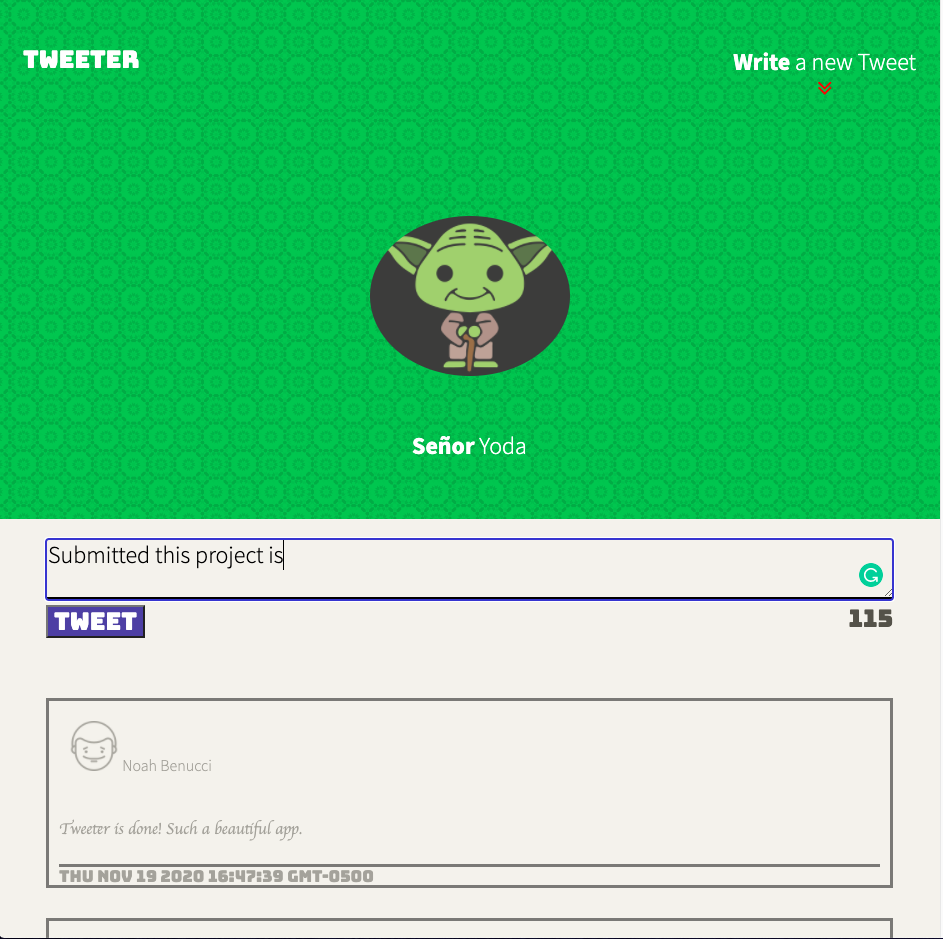 TWEETER
Write a new Tweet
Señor Yoda
Submitted this project is
TWEET
115
Noah Benucci
Tweeter is done! Such a beautiful app.
THU NOV 19 2020 16:47:39 GMT-0500